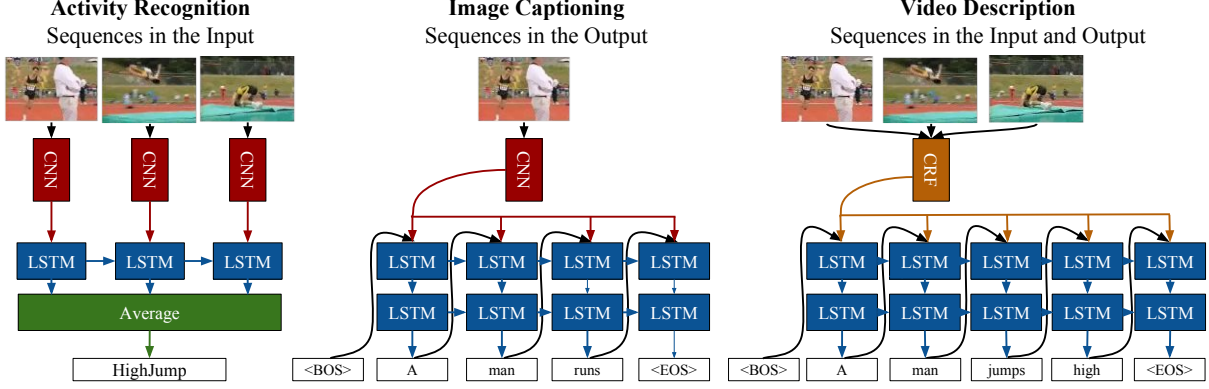 Activity Recognition
Sequences in the Input
CNN
CNN
CNN
LSTM
LSTM
LSTM
Average
HighJump
Image Captioning
Sequences in the Output
CNN
LSTM
LSTM
LSTM
LSTM
LSTM
LSTM
LSTM
LSTM
<BOS>
A
man
runs
<EOS>
Video Description
Sequences in the Input and Output
CRF
LSTM
LSTM
LSTM
LSTM
LSTM
LSTM
LSTM
LSTM
LSTM
LSTM
<BOS>
A
man
jumps
high
<EOS>